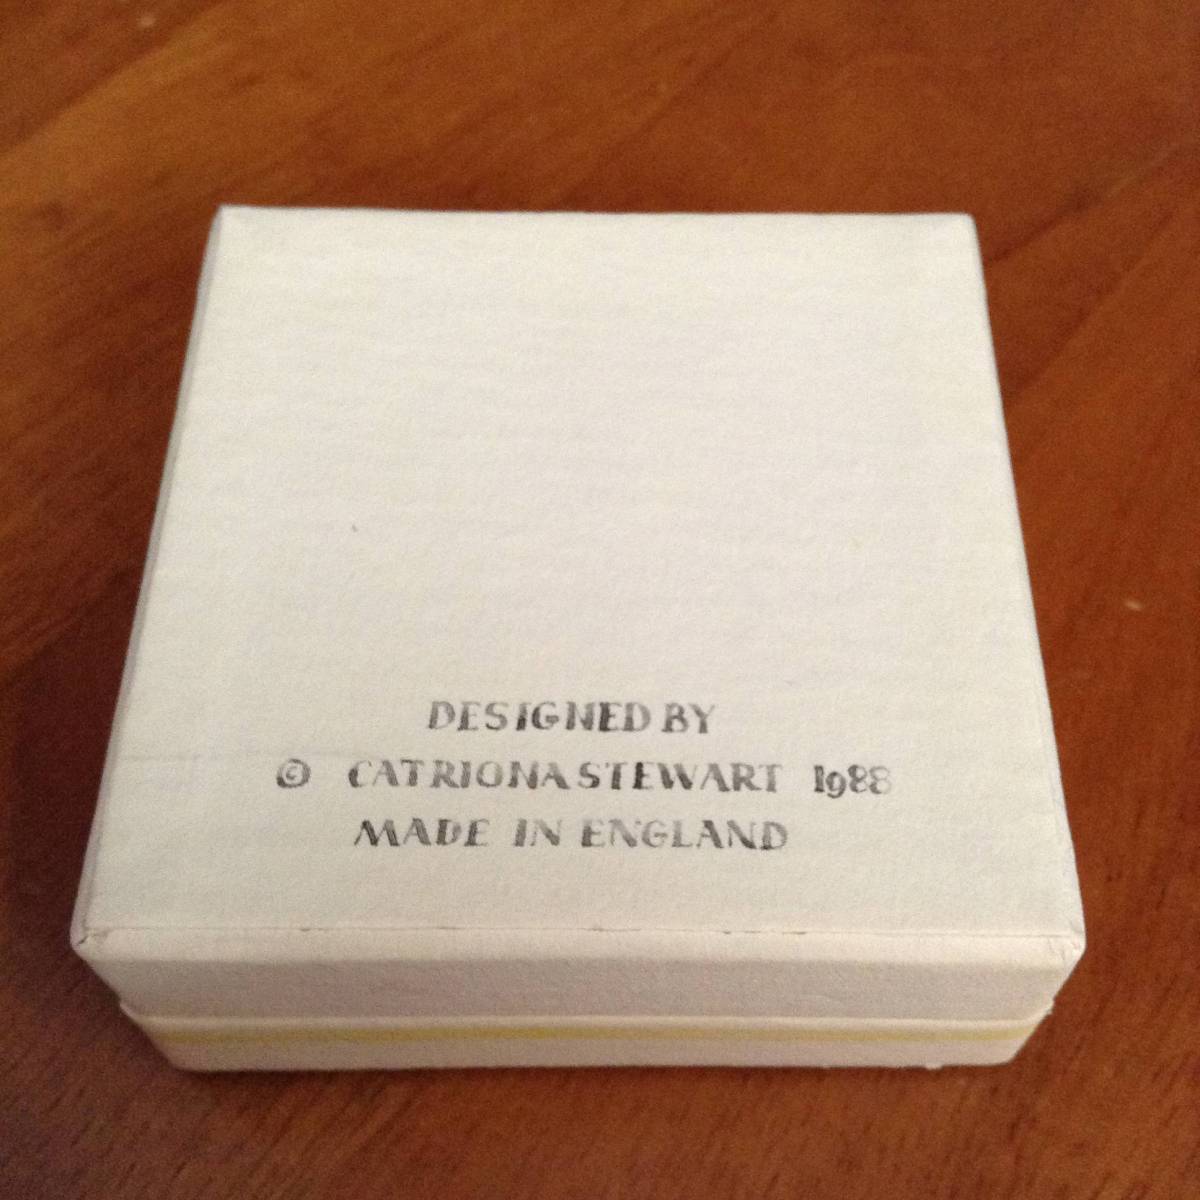 DESIGNED BY
© CATRIONA STEWART 1988
MADE IN ENGLAND